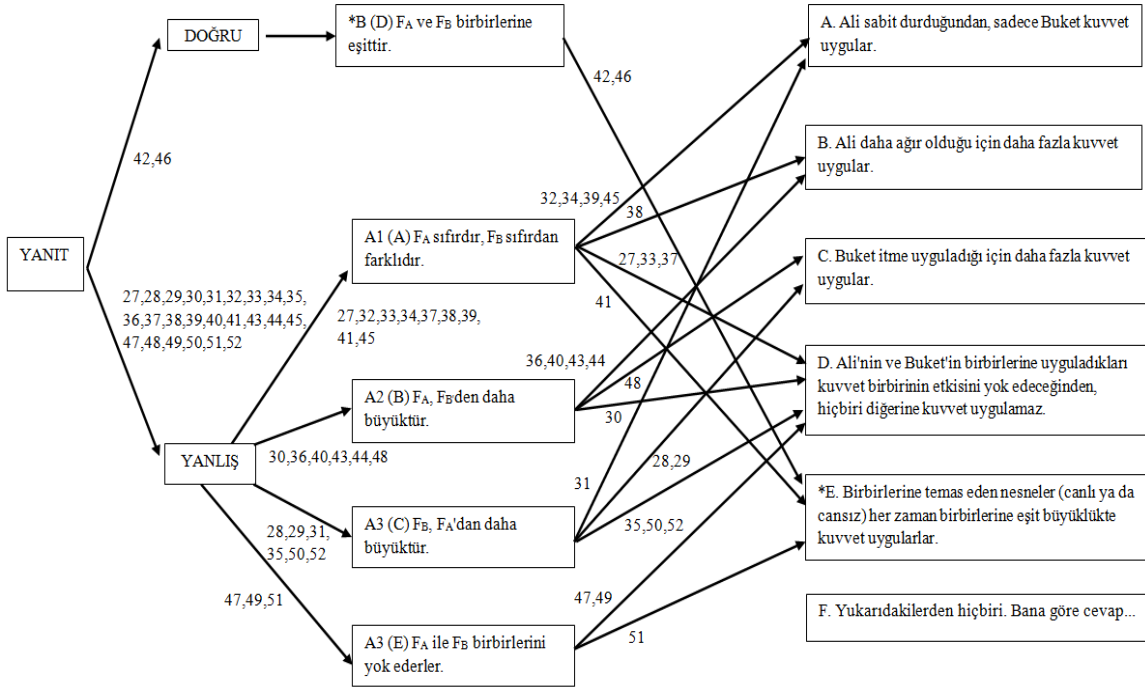 *B (D) FA ve FB birbirlerine
eşittir.
DOĞRU
A. Ali sabit durduğundan, sadece Buket kuvvet
uygular.
42,46
42,46
B. Ali daha ağır olduğu için daha fazla kuvvet
uygular.
32,34,39,45
38
YANIT
A1 (A) FA sıfırdır, FB sıfırdan
farklıdır.
27,33,37
C. Buket itme uyguladığı için daha fazla kuvvet
uygular.
41
27,28,29,30,31,32,33,34,35,
36,37,38,39,40,41,43,44,45,
47,48,49,50,51,52
27,32,33,34,37,38,39,
41,45
36,40,43,44
48
30
D. Ali'nin ve Buket'in birbirlerine uyguladıkları
kuvvet birbirinin etkisini yok edeceğinden,
hiçbiri diğerine kuvvet uygulamaz.
A2 (B) FA, FB'den daha
büyüktür.
YANLIŞ
30,36,40,43,44,48
28,29
31
*E. Birbirlerine temas eden nesneler (canlı ya da
cansız) her zaman birbirlerine eşit büyüklükte
kuvvet uygularlar.
28,29,31,
35,50,52
A3 (C) FB, FA'dan daha
büyüktür.
35,50,52
47,49,51
47,49
51
A3 (E) FA ile FB birbirlerini
yok ederler.
F. Yukarıdakilerden hiçbiri. Bana göre cevap...